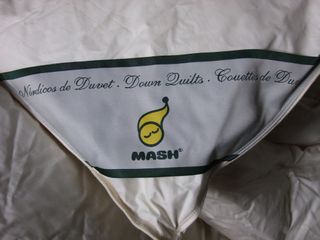 Nórdicos de Duvet · Down Quilts · Couettes de Du
MASH®